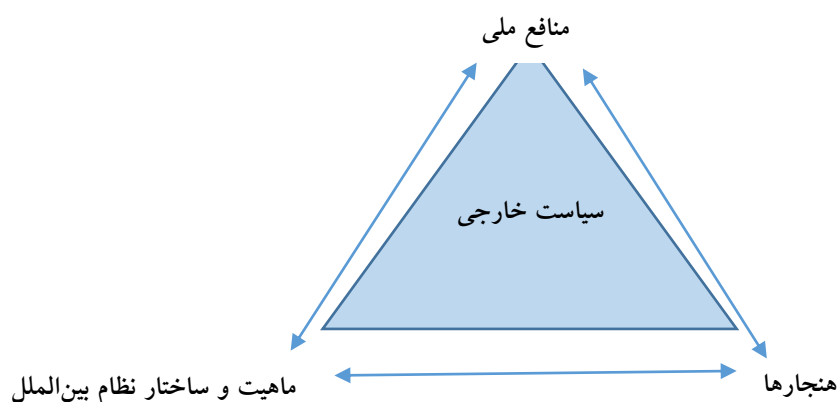 منافع ملی
سیاست خارجی
هنجارها
ماهیت و ساختار نظام بین‌الملل